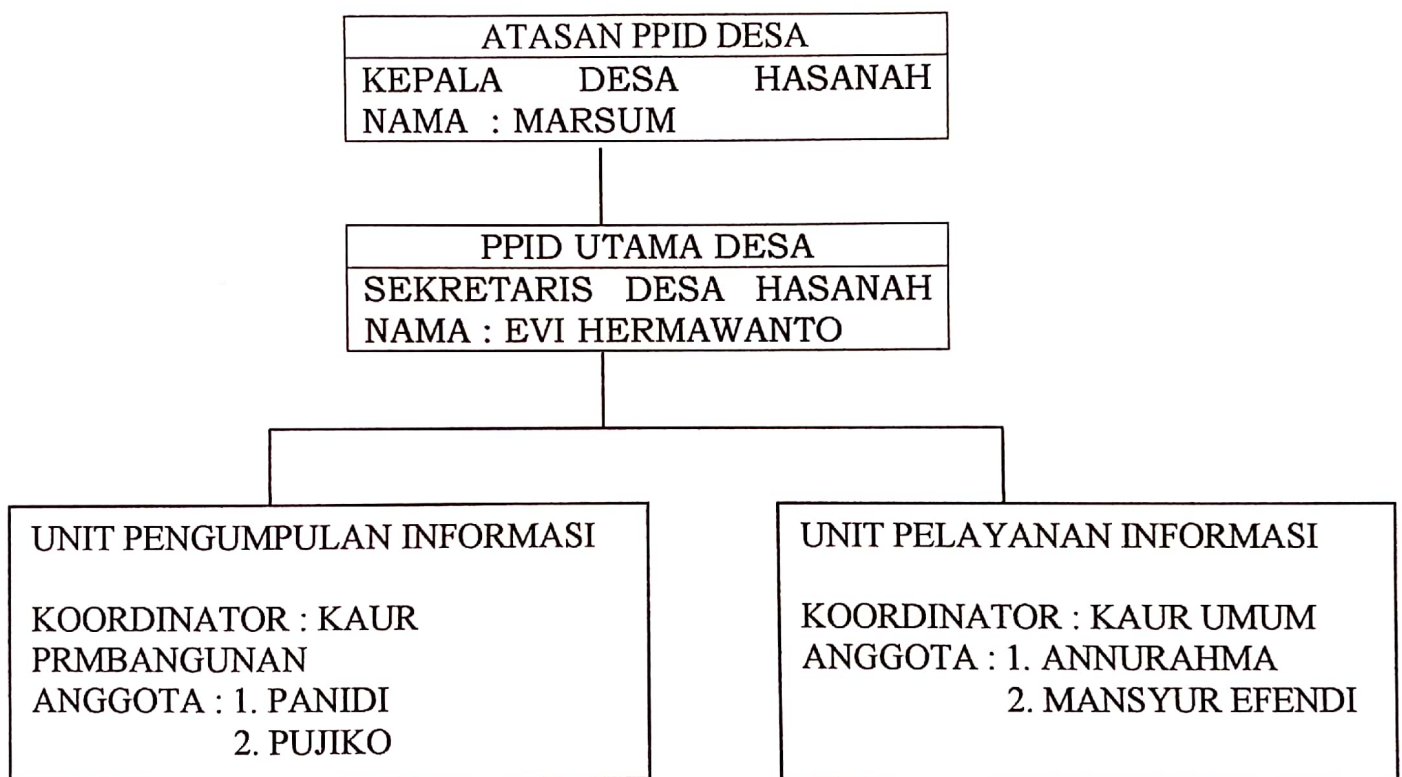 ATASAN PPID DESA
KEPALA DESA HASANAH
NAMA : MARSUM
PPID UTAMA DESA
SEKRETARIS DESA HASANAH
NAMA : EVI HERMAWANTO
UNIT PENGUMPULAN INFORMASI
KOORDINATOR : KAUR
PRMBANGUNAN
ANGGOTA : 1. PANIDI
2. PUJIKO
UNIT PELAYANAN INFORMASI
KOORDINATOR : KAUR UMUM
ANGGOTA : 1. ANNURAHMA
2. MANSYUR EFENDI